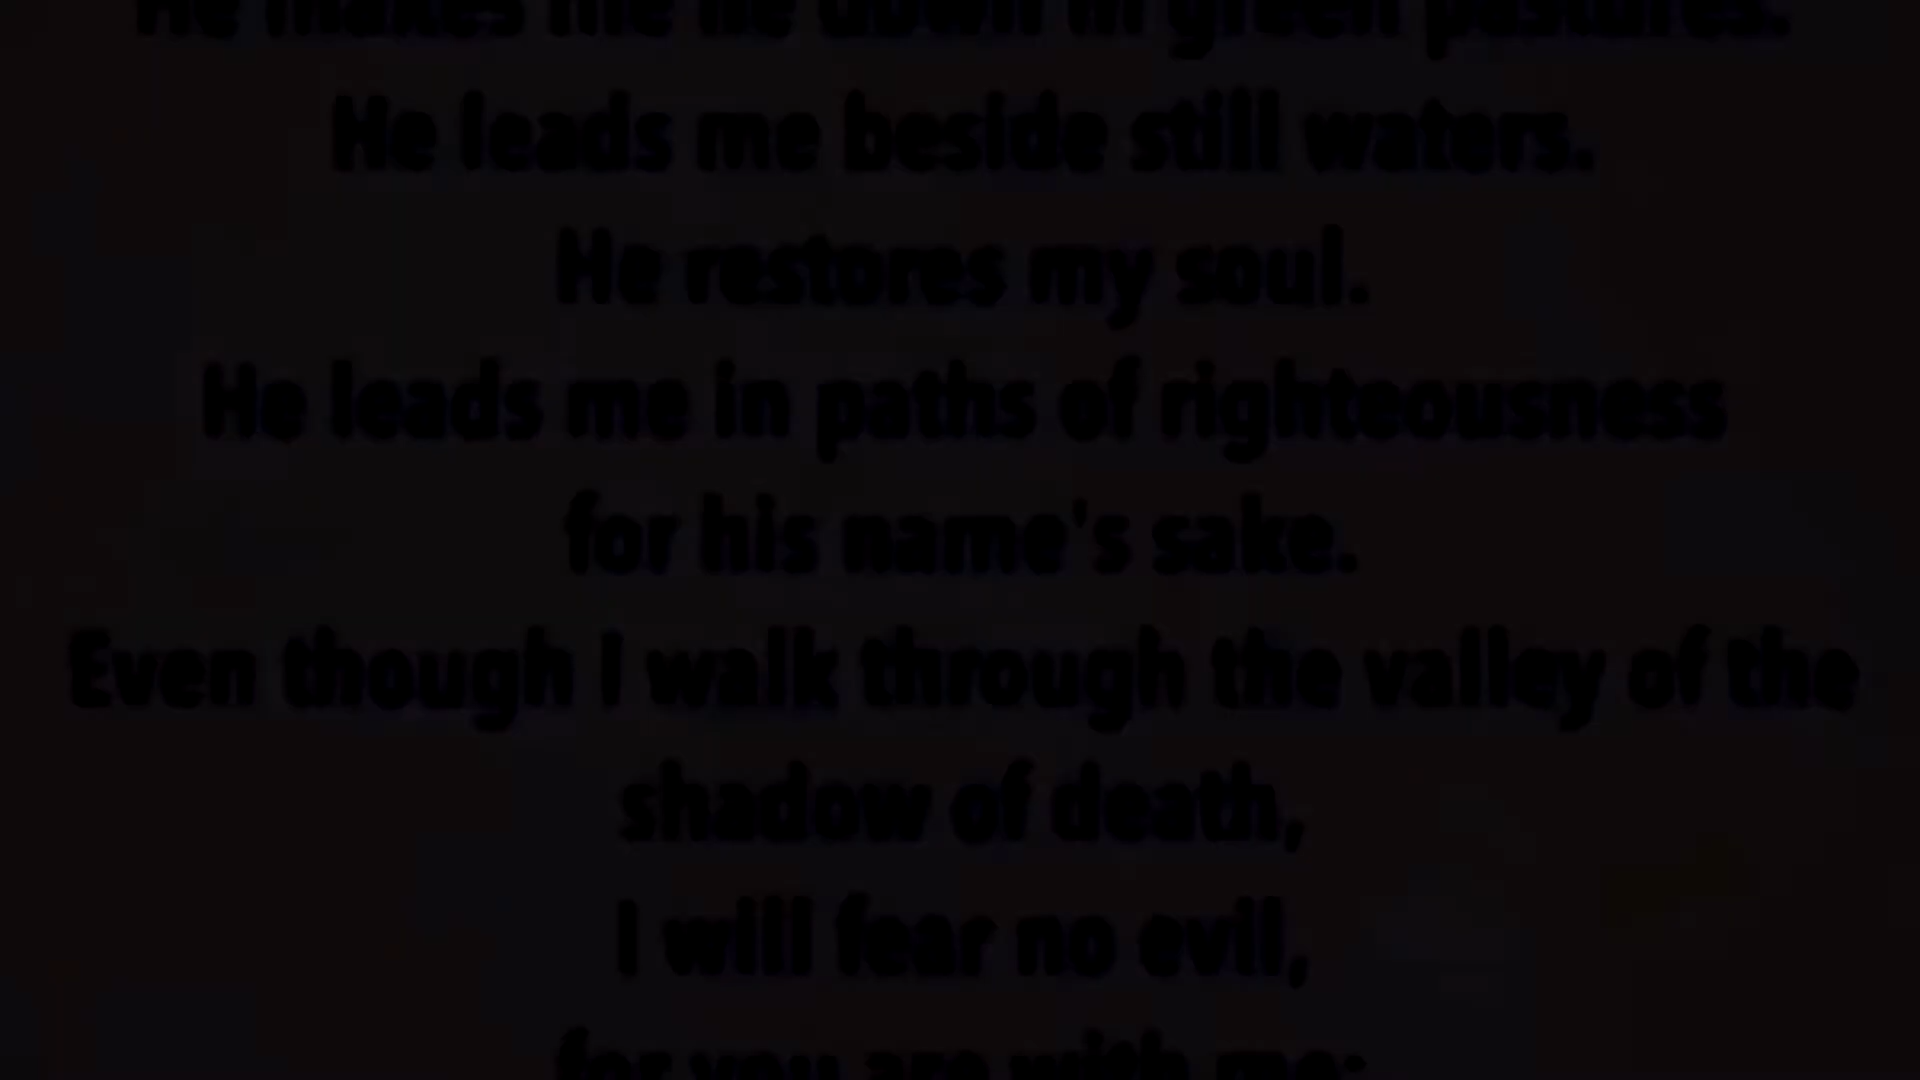 He makes me lie down in green pastures.
He leads me beside still waters.
He restores my soul.
He leads me in paths of righteousness
for his name's sake.
Even though I walk through the valley of the
shadow of death,
I will fear no evil,
for you are with me;